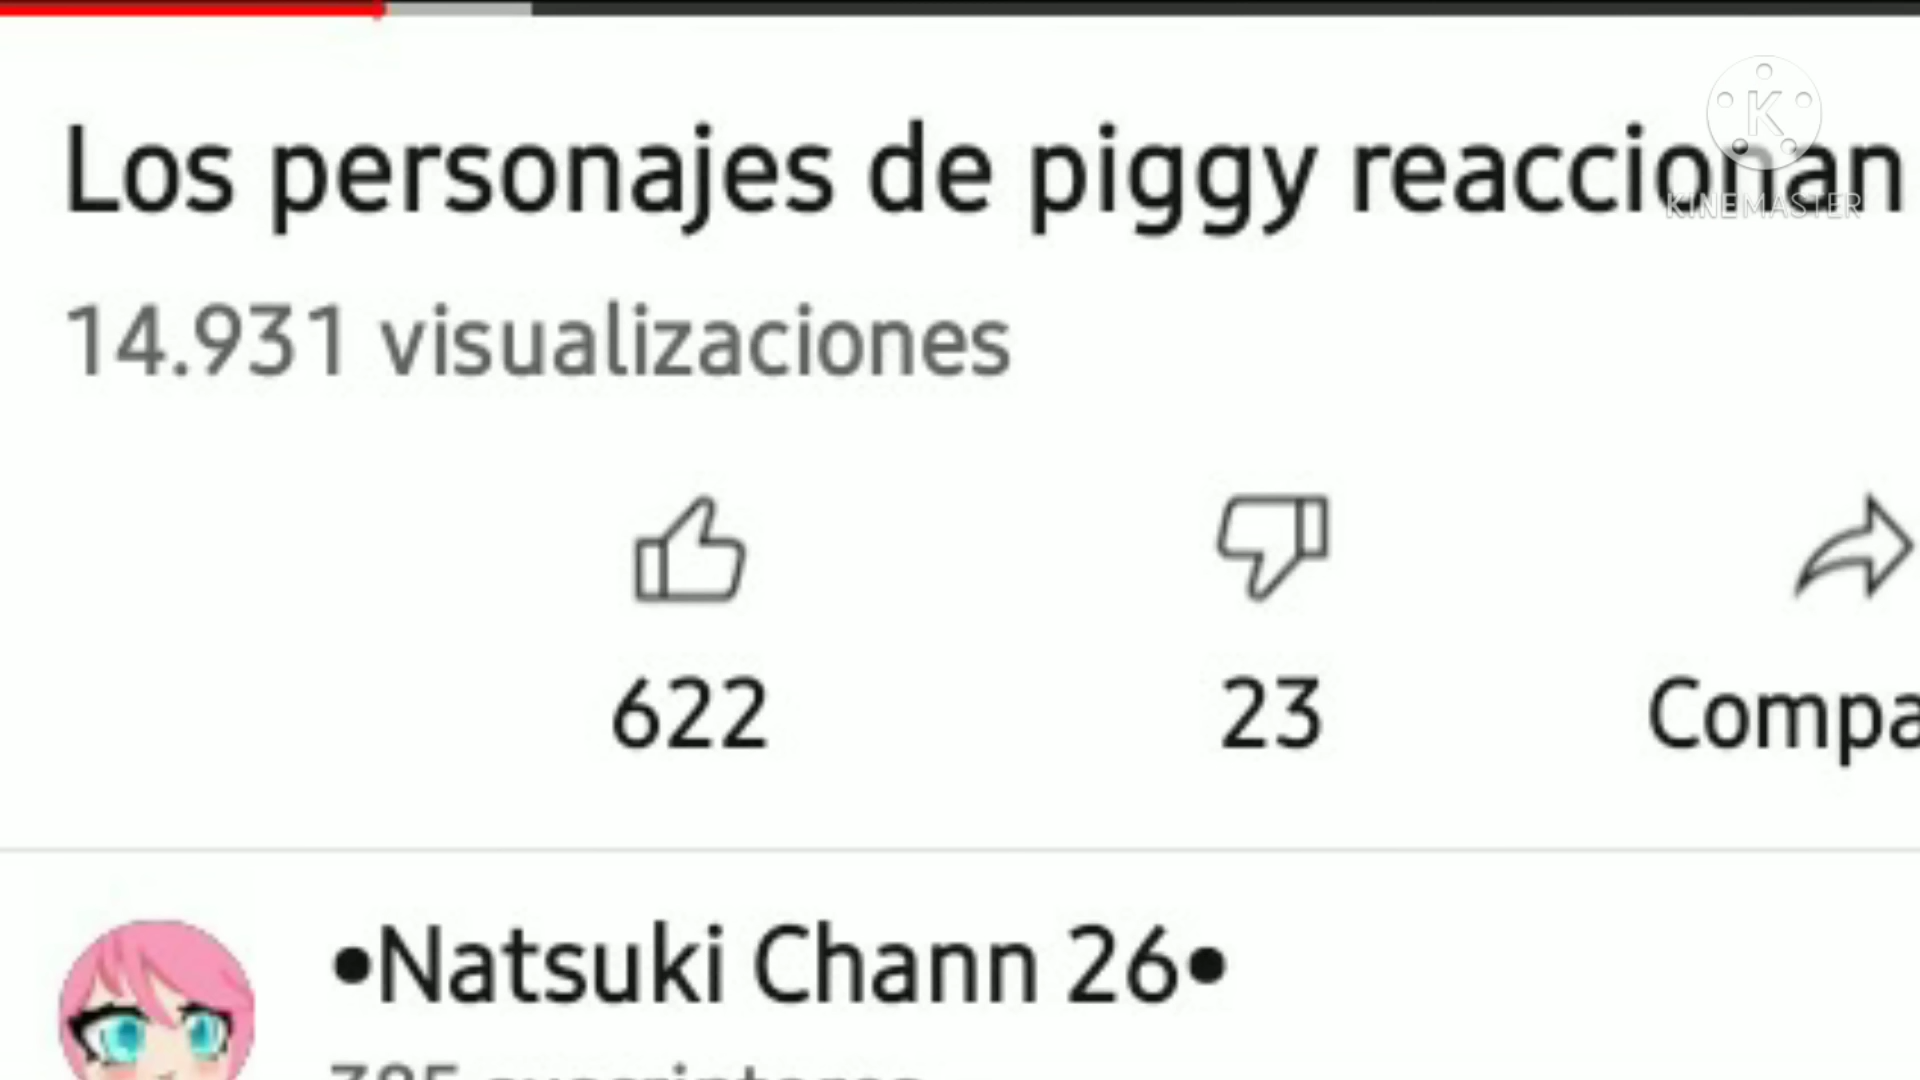 Los personajes de piggy reaccionan
KINEMASTER
14.931 visualizaciones
622
23
Compa
•Natsuki Chann 26•